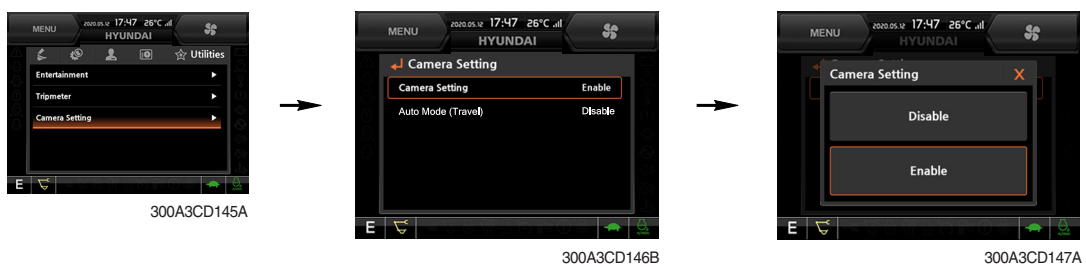 MENU
2020.05.12 17:47 26°C
HYUNDAI
Utilities
Entertainment
Tripmeter
Camera Setting
E
300A3CD145A
MENU
2020.05.12 17:47 26°C
HYUNDAI
Camera Setting
Camera Setting Enable
Auto Mode (Travel) Disable
E
300A3CD146B
MENU
2020.05.12 17:47 26°C
HYUNDAI
Camera Setting X
Disable
Enable
E
300A3CD147A